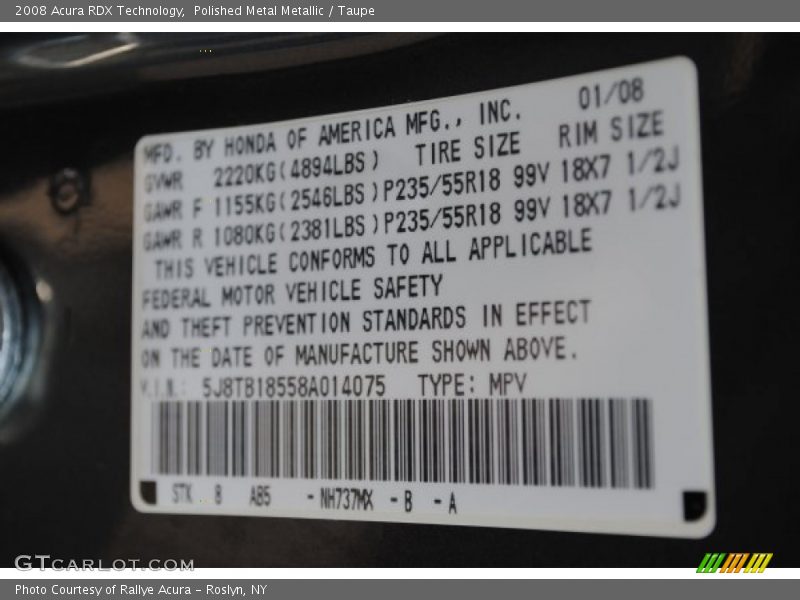 2008 Acura RDX Technology,  Polished Metal Metallic / Taupe
MFD. BY HONDA OF AMERICA MFG., INC. 01/08
GVWR 2220KG(4894LBS) TIRE SIZE RIM SIZE
GAWR F 1155KG(2546LBS)P235/55R18 99V 18X7 1/2J
GAWR R 1080KG(2381LBS)P235/55R18 99V 18X7 1/2J
THIS VEHICLE CONFORMS TO ALL APPLICABLE
FEDERAL MOTOR VEHICLE SAFETY
AND THEFT PREVENTION STANDARDS IN EFFECT
ON THE DATE OF MANUFACTURE SHOWN ABOVE.
V.I.N.: 5J8TB18558A014075 TYPE: MPV
STK 8 AB5 -NH737MX -B -A
GTCARLOT.COM
Photo Courtesy of Rallye Acura - Roslyn, NY